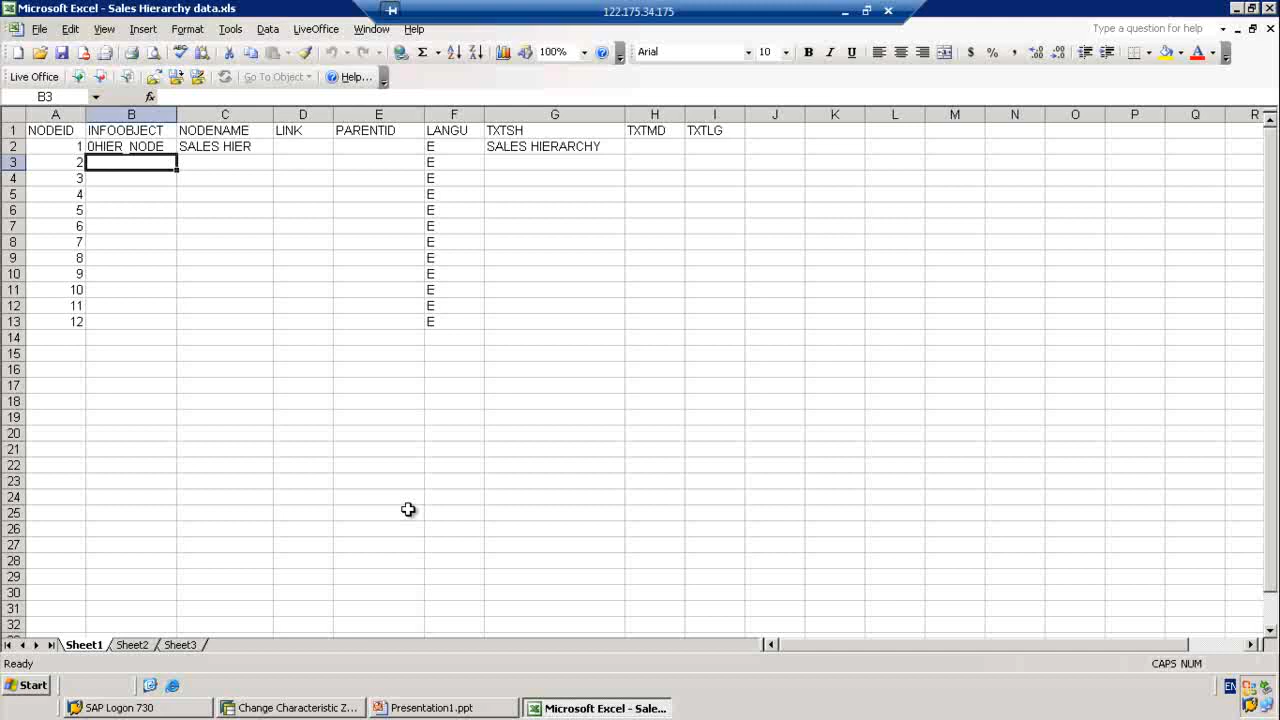 Microsoft Excel - Sales Hierarchy data.xls
122.175.34.175
File Edit View Insert Format Tools Data LiveOffice Window Help
Type a question for help
100% Arial 10 B I U $ % ,
Live Office Go To Object Help...
B3 fx
A B C D E F G H I J K L M N O P Q R
1 NODEID INFOOBJECT NODENAME LINK PARENTID LANGU TXTSH TXTMD TXTLG
2 1 0HIER_NODE SALES HIER E SALES HIERARCHY
3 2 E
4 3 E
5 4 E
6 5 E
7 6 E
8 7 E
9 8 E
10 9 E
11 10 E
12 11 E
13 12 E
14
15
16
17
18
19
20
21
22
23
24
25
26
27
28
29
30
31
32
Sheet1 Sheet2 Sheet3
Ready
CAPS NUM
Start
EN
SAP Logon 730
Change Characteristic Z...
Presentation1.ppt
Microsoft Excel - Sale...